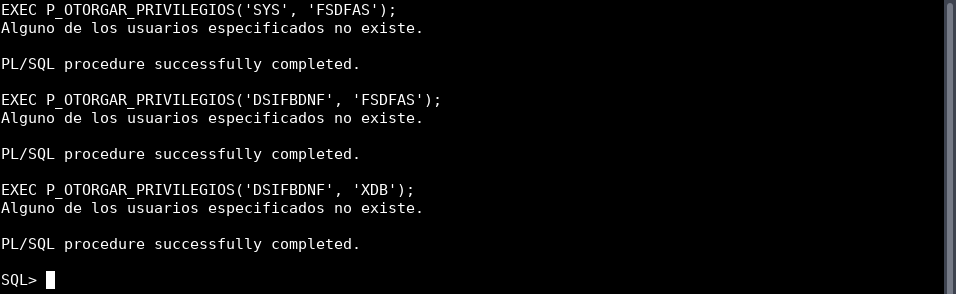 EXEC P_OTORGAR_PRIVILEGIOS('SYS', 'FSDFAS');
Alguno de los usuarios especificados no existe.
PL/SQL procedure successfully completed.
EXEC P_OTORGAR_PRIVILEGIOS('DSIFBDNF', 'FSDFAS');
Alguno de los usuarios especificados no existe.
PL/SQL procedure successfully completed.
EXEC P_OTORGAR_PRIVILEGIOS('DSIFBDNF', 'XDB');
Alguno de los usuarios especificados no existe.
PL/SQL procedure successfully completed.
SQL>